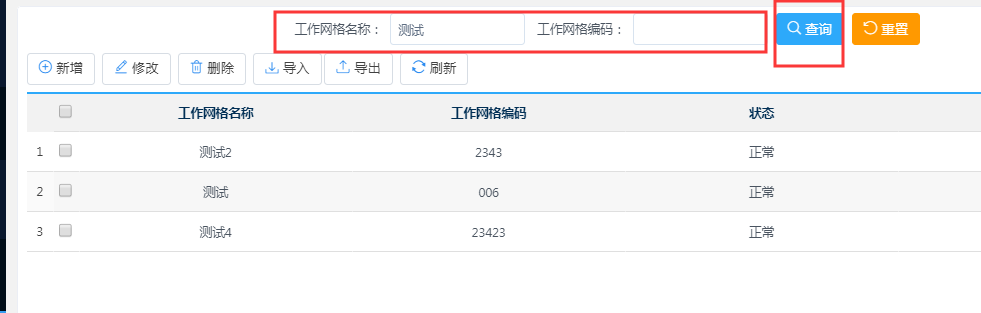 工作网格名称： 测试 工作网格编码： 查询 重置
新增 修改 删除 导入 导出 刷新
工作网格名称 工作网格编码 状态
1 测试2 2343 正常
2 测试 006 正常
3 测试4 23423 正常